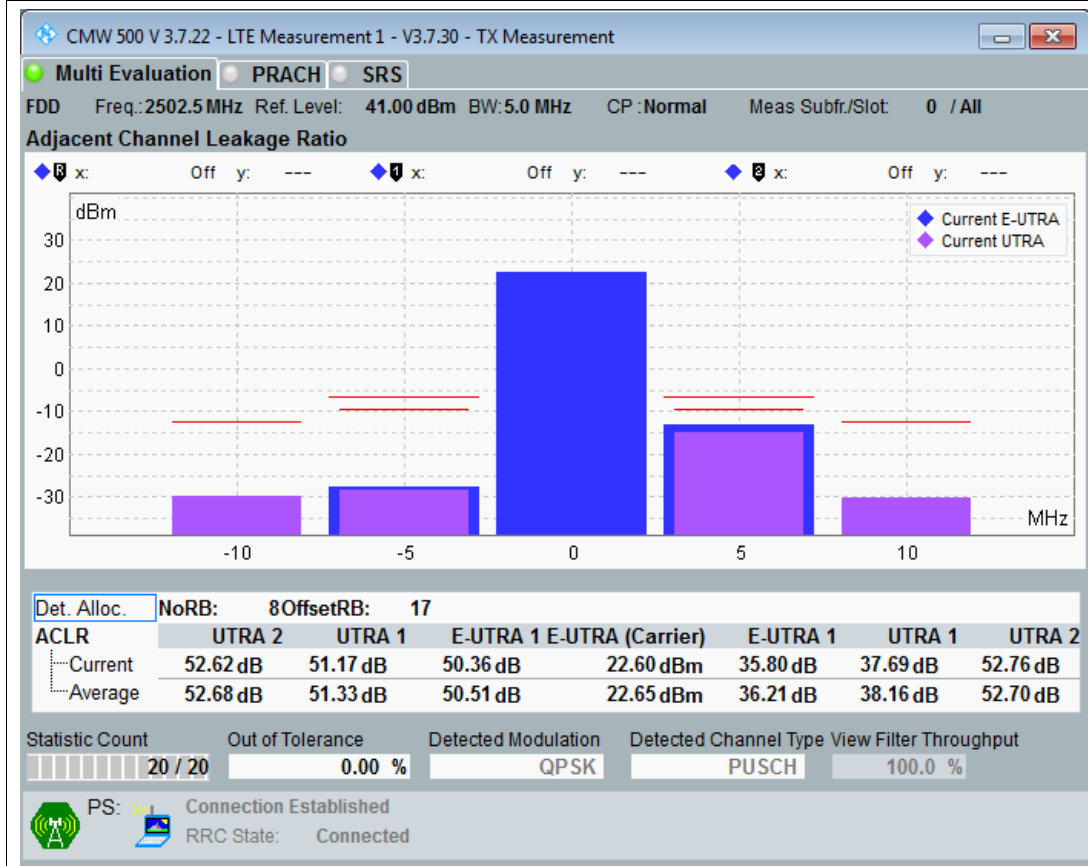 CMW 500 V 3.7.22 - LTE Measurement 1 - V3.7.30 - TX Measurement
Multi Evaluation PRACH SRS
FDD Freq.: 2502.5 MHz Ref. Level: 41.00 dBm BW: 5.0 MHz CP : Normal Meas Subfr./Slot: 0 / All
Adjacent Channel Leakage Ratio
R x: Off y: --- 1 x: Off y: --- 2 x: Off y: ---
dBm
Current E-UTRA
Current UTRA
30
20
10
0
-10
-20
-30
MHz
-10 -5 0 5 10
Det. Alloc. NoRB: 8 OffsetRB: 17
ACLR UTRA 2 UTRA 1 E-UTRA 1 E-UTRA (Carrier) E-UTRA 1 UTRA 1 UTRA 2
Current 52.62 dB 51.17 dB 50.36 dB 22.60 dBm 35.80 dB 37.69 dB 52.76 dB
Average 52.68 dB 51.33 dB 50.51 dB 22.65 dBm 36.21 dB 38.16 dB 52.70 dB
Statistic Count Out of Tolerance Detected Modulation Detected Channel Type View Filter Throughput
20 / 20 0.00 % QPSK PUSCH 100.0 %
PS: Connection Established
RRC State: Connected